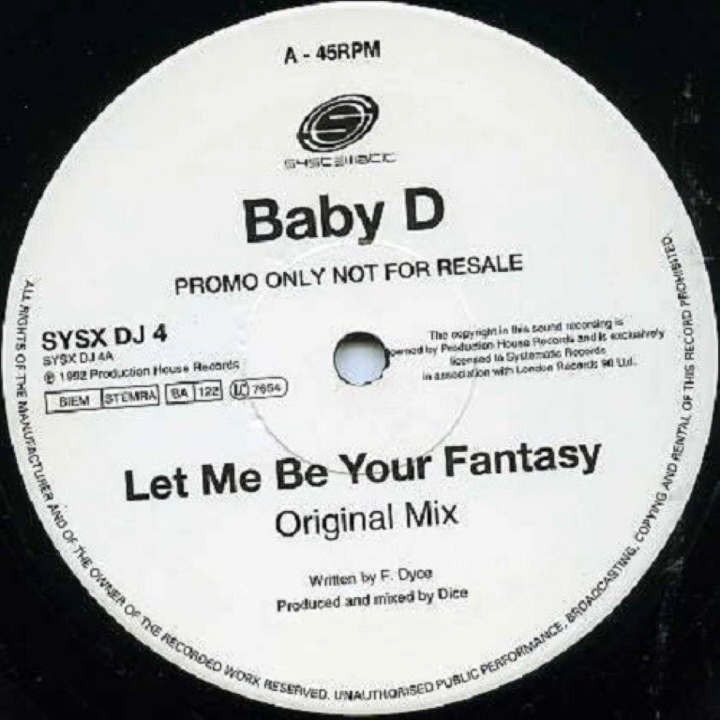 A - 45RPM
SYSTEMATIC
Baby D
PROMO ONLY NOT FOR RESALE
SYSX DJ 4
SYSX DJ 4A
℗ 1992 Production House Records
BIEM STEMRA BA 122 LC 7654
The copyright in this sound recording is
owned by Production House Records and is exclusively
licensed to Systematic Records
in association with London Records 90 Ltd.
Let Me Be Your Fantasy
Original Mix
Written by F. Dyce
Produced and mixed by Dice
ALL RIGHTS OF THE MANUFACTURER AND OF THE OWNER OF THE RECORDED WORK RESERVED. UNAUTHORISED PUBLIC PERFORMANCE, BROADCASTING, COPYING AND RENTAL OF THIS RECORD PROHIBITED.